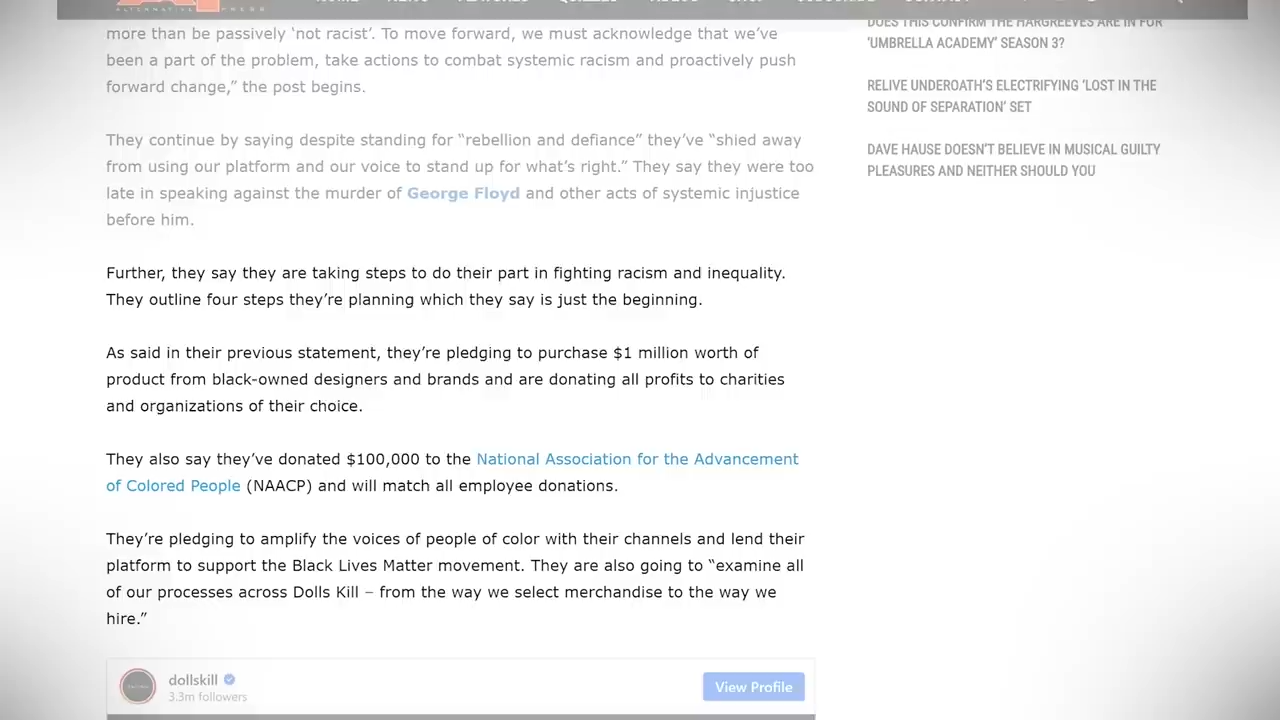 ALTERNATIVE PRESS
more than be passively ‘not racist’. To move forward, we must acknowledge that we’ve
been a part of the problem, take actions to combat systemic racism and proactively push
forward change,” the post begins.
They continue by saying despite standing for “rebellion and defiance” they’ve “shied away
from using our platform and our voice to stand up for what’s right.” They say they were too
late in speaking against the murder of George Floyd and other acts of systemic injustice
before him.
Further, they say they are taking steps to do their part in fighting racism and inequality.
They outline four steps they’re planning which they say is just the beginning.
As said in their previous statement, they’re pledging to purchase $1 million worth of
product from black-owned designers and brands and are donating all profits to charities
and organizations of their choice.
They also say they’ve donated $100,000 to the National Association for the Advancement
of Colored People (NAACP) and will match all employee donations.
They’re pledging to amplify the voices of people of color with their channels and lend their
platform to support the Black Lives Matter movement. They are also going to “examine all
of our processes across Dolls Kill – from the way we select merchandise to the way we
hire.”
dollskill
3.3m followers
View Profile
DOES THIS CONFIRM THE HARGREEVES ARE IN FOR
‘UMBRELLA ACADEMY’ SEASON 3?
RELIVE UNDEROATH’S ELECTRIFYING ‘LOST IN THE
SOUND OF SEPARATION’ SET
DAVE HAUSE DOESN’T BELIEVE IN MUSICAL GUILTY
PLEASURES AND NEITHER SHOULD YOU